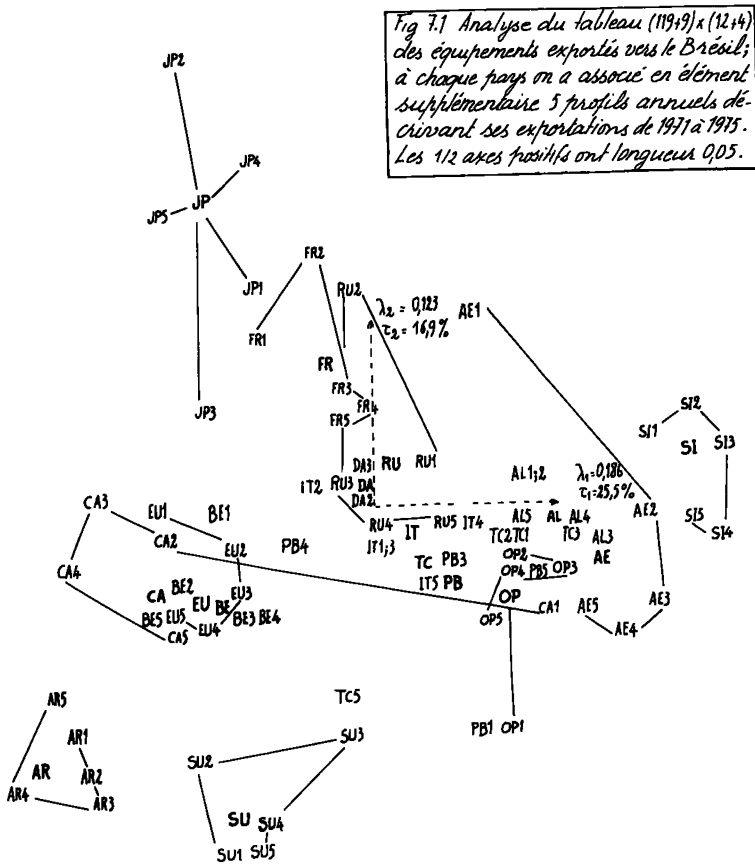 Fig 7.1 Analyse du tableau (119+9)x(12+4)
des équipements exportés vers le Brésil;
à chaque pays on a associé en élément
supplémentaire 5 profils annuels dé-
crivant ses exportations de 1971 à 1975.
Les 1/2 axes positifs ont longueur 0,05.
JP2
JP4
JP5 JP
JP1
FR2
RU2
λ2 = 0,123
AE1
τ2 = 16,9%
FR1
FR
FR3
FR4
JP3
FR5
SI2
SI1 SI3
SI
DA3 RU RU1
IT2 RU3 DA
AL1;2
λ1=0,186
τ1=25,5%
DA2
CA3
EU1 BE1
RU4 RU5 IT4 AL5 AL AL4 AE2 SI5 SI4
CA2 EU2 PB4 IT1;3 IT TC2 TC1 TC3 AL3
OP2
CA4
TC PB3 OP4 PB5 OP3 AE
CA BE2 EU3 IT5 PB
OP
BE5 EU5 EU BE BE3 BE4
CA1 AE5 AE3
CA5 EU4
OP5
AE4
AR5
TC5
AR1
SU3
PB1 OP1
AR AR2
SU2
AR4 AR3
SU SU4
SU1 SU5